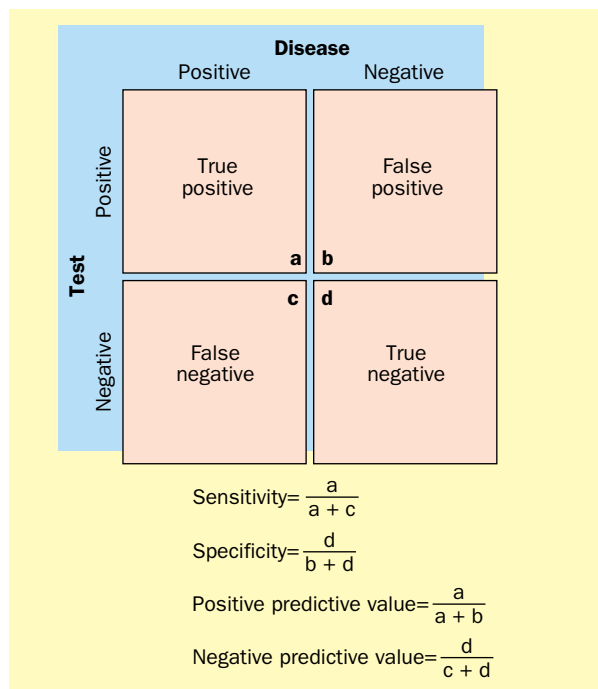 Disease
Positive Negative
Test
Positive
True
positive
a
False
positive
b
Negative
c
False
negative
d
True
negative
Sensitivity= a
a + c
Specificity= d
b + d
Positive predictive value= a
a + b
Negative predictive value= d
c + d